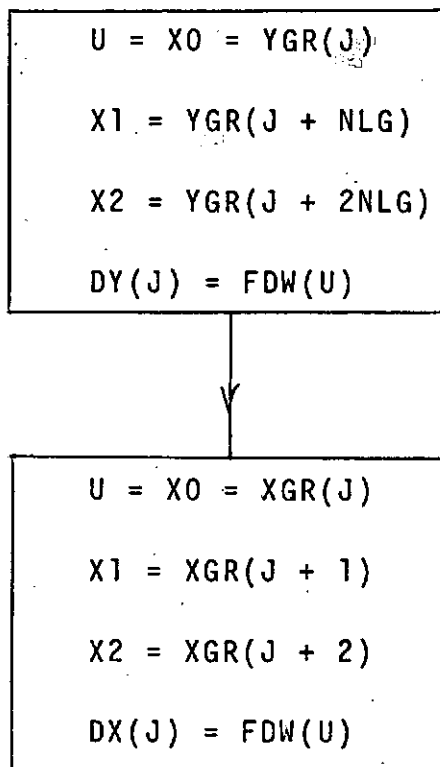 U = X0 = YGR(J)
X1 = YGR(J + NLG)
X2 = YGR(J + 2NLG)
DY(J) = FDW(U)
U = X0 = XGR(J)
X1 = XGR(J + 1)
X2 = XGR(J + 2)
DX(J) = FDW(U)